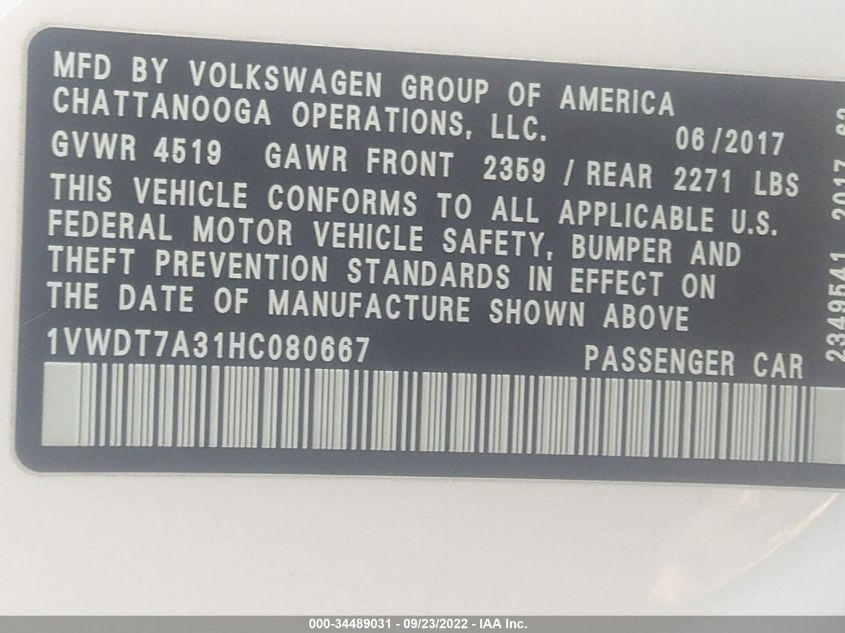 MFD BY VOLKSWAGEN GROUP OF AMERICA
CHATTANOOGA OPERATIONS, LLC. 06/2017
GVWR 4519 GAWR FRONT 2359 / REAR 2271 LBS
THIS VEHICLE CONFORMS TO ALL APPLICABLE U.S.
FEDERAL MOTOR VEHICLE SAFETY, BUMPER AND
THEFT PREVENTION STANDARDS IN EFFECT ON
THE DATE OF MANUFACTURE SHOWN ABOVE
1VWDT7A31HC080667 PASSENGER CAR
2349541 2017
000-34489031 - 09/23/2022 - IAA Inc.